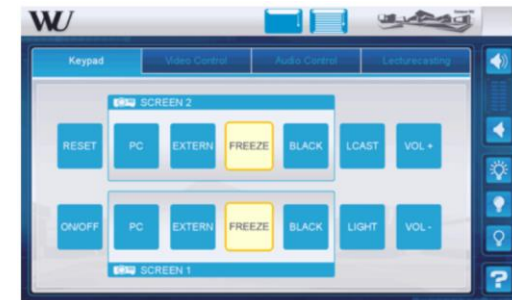 WU
Keypad Video Control Audio Control Lecturecasting
SCREEN 2
RESET PC EXTERN FREEZE BLACK LCAST VOL +
ON/OFF PC EXTERN FREEZE BLACK LIGHT VOL -
SCREEN 1
?